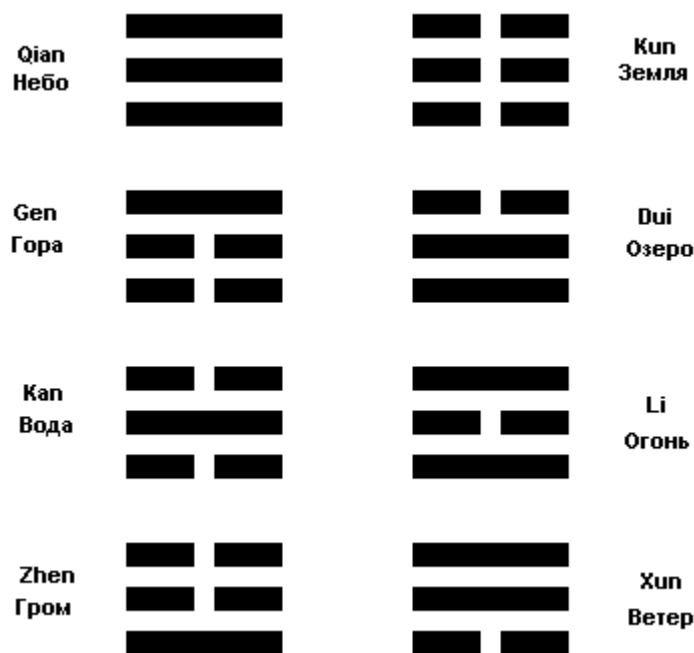 Qian
Небо
Kun
Земля
Gen
Гора
Dui
Озеро
Kan
Вода
Li
Огонь
Zhen
Гром
Xun
Ветер